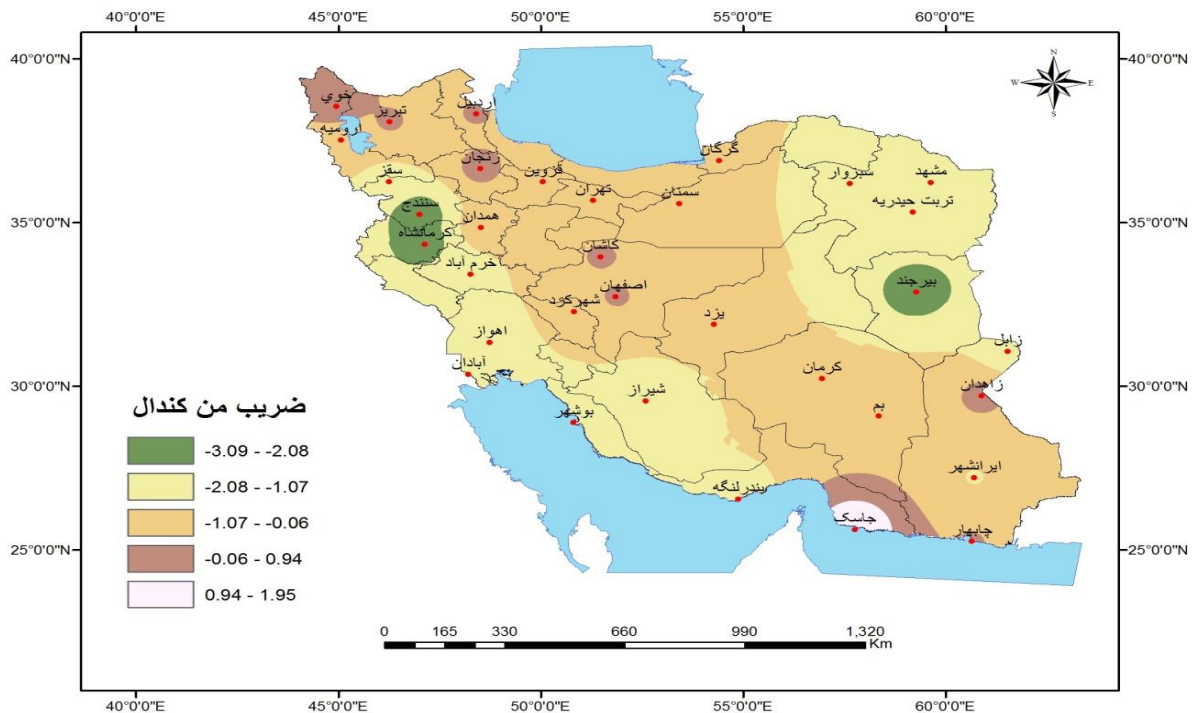 40°0'0"E 45°0'0"E 50°0'0"E 55°0'0"E 60°0'0"E
40°0'0"N 40°0'0"N
N
W E
S
خوي
تبریز
اردبیل
ارومیه
زنجان
گرگان
سقز
قزوین
تهران
سمنان
سبزوار
مشهد
تربت حیدریه
سنندج
همدان
35°0'0"N 35°0'0"N
کرمانشاه
کاشان
خرم آباد
اصفهان
بیرجند
شهرکرد
یزد
اهواز
زابل
آبادان
کرمان
30°0'0"N 30°0'0"N
شیراز
زاهدان
بم
بوشهر
ایرانشهر
بندرلنگه
جاسک
چابهار
25°0'0"N 25°0'0"N
ضریب من کندال
-3.09 - -2.08
-2.08 - -1.07
-1.07 - -0.06
-0.06 - 0.94
0.94 - 1.95
0 165 330 660 990 1,320
Km
40°0'0"E 45°0'0"E 50°0'0"E 55°0'0"E 60°0'0"E